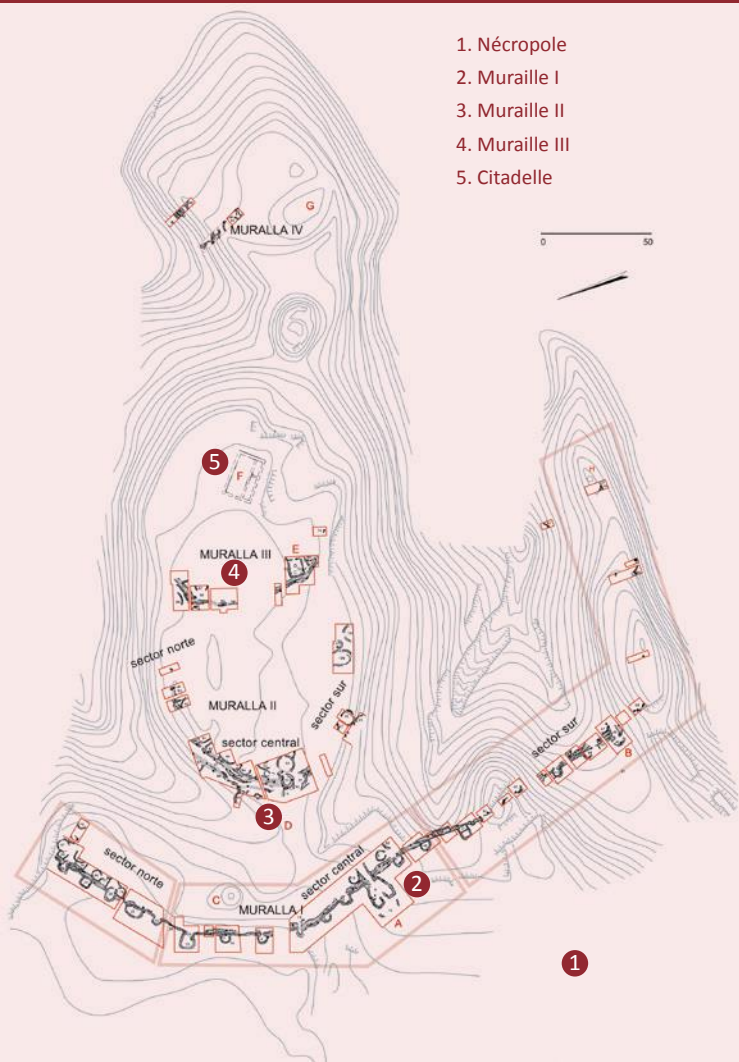 1. Nécropole
2. Muraille I
3. Muraille II
4. Muraille III
5. Citadelle
0 50
G
MURALLA IV
5
F
MURALLA III
E
4
sector norte
MURALLA II
sector sur
sector central
3
D
sector sur
B
sector norte
C
MURALLA I
sector central
2
A
1